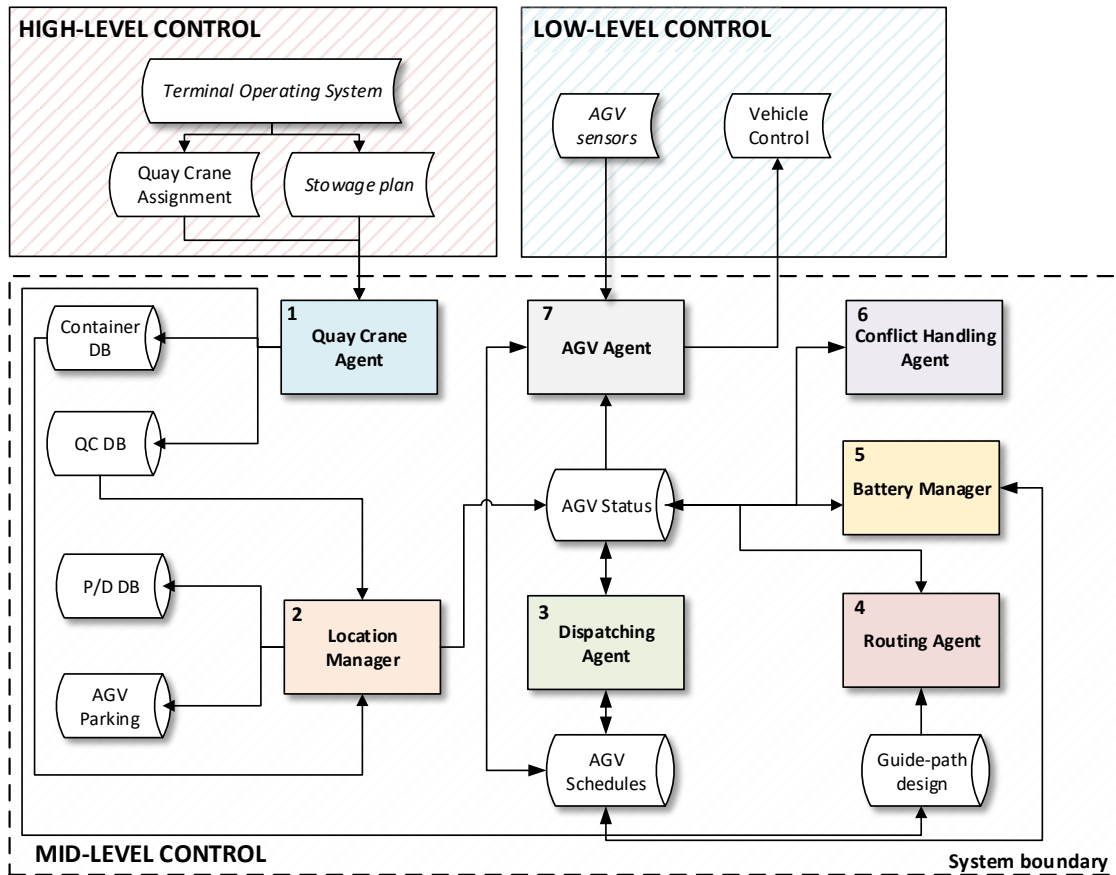 HIGH-LEVEL CONTROL
Terminal Operating System
Quay Crane
Assignment
Stowage plan
LOW-LEVEL CONTROL
AGV
sensors
Vehicle
Control
Container
DB
QC DB
P/D DB
AGV
Parking
1
Quay Crane
Agent
2
Location
Manager
7
AGV Agent
AGV Status
3
Dispatching
Agent
AGV
Schedules
6
Conflict Handling
Agent
5
Battery Manager
4
Routing Agent
Guide-path
design
MID-LEVEL CONTROL
System boundary